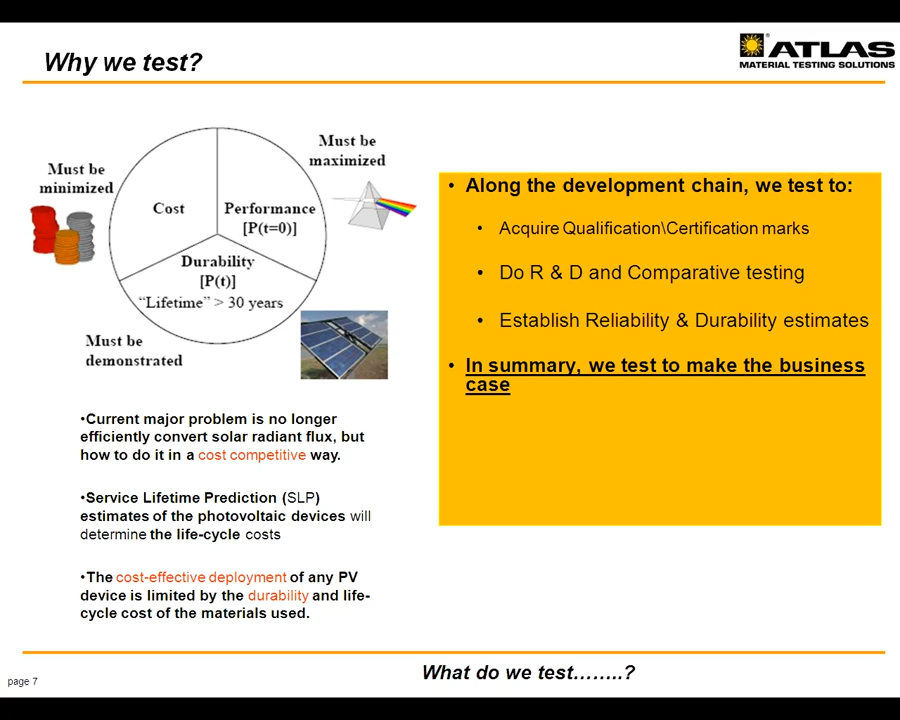 Why we test?
ATLAS
®
MATERIAL TESTING SOLUTIONS
Must be
maximized
Must be
minimized
Cost
Performance
[P(t=0)]
Durability
[P(t)]
“Lifetime” > 30 years
Must be
demonstrated
•Current major problem is no longer
efficiently convert solar radiant flux, but
how to do it in a cost competitive way.
•Service Lifetime Prediction (SLP)
estimates of the photovoltaic devices will
determine the life-cycle costs
•The cost-effective deployment of any PV
device is limited by the durability and life-
cycle cost of the materials used.
• Along the development chain, we test to:
• Acquire Qualification\Certification marks
• Do R & D and Comparative testing
• Establish Reliability & Durability estimates
• In summary, we test to make the business
case
What do we test……..?
page 7